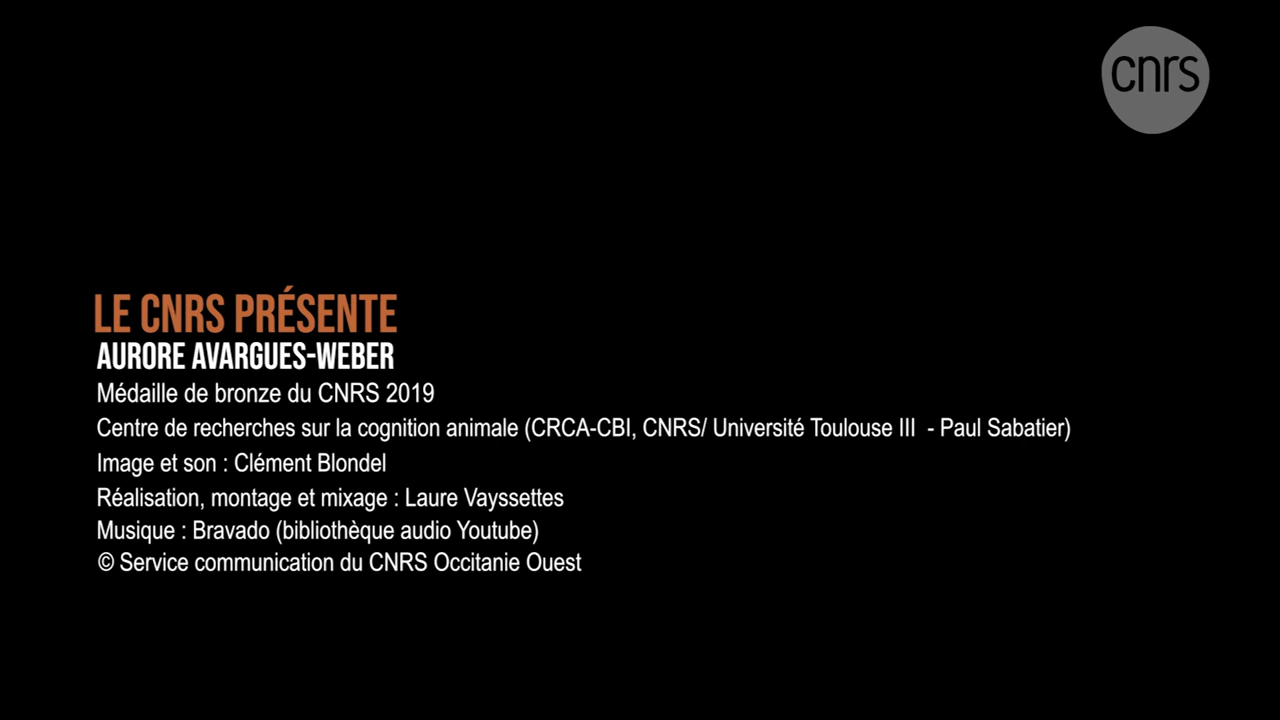 cnrs
LE CNRS PRÉSENTE
AURORE AVARGUES-WEBER
Médaille de bronze du CNRS 2019
Centre de recherches sur la cognition animale (CRCA-CBI, CNRS/ Université Toulouse III - Paul Sabatier)
Image et son : Clément Blondel
Réalisation, montage et mixage : Laure Vayssettes
Musique : Bravado (bibliothèque audio Youtube)
© Service communication du CNRS Occitanie Ouest